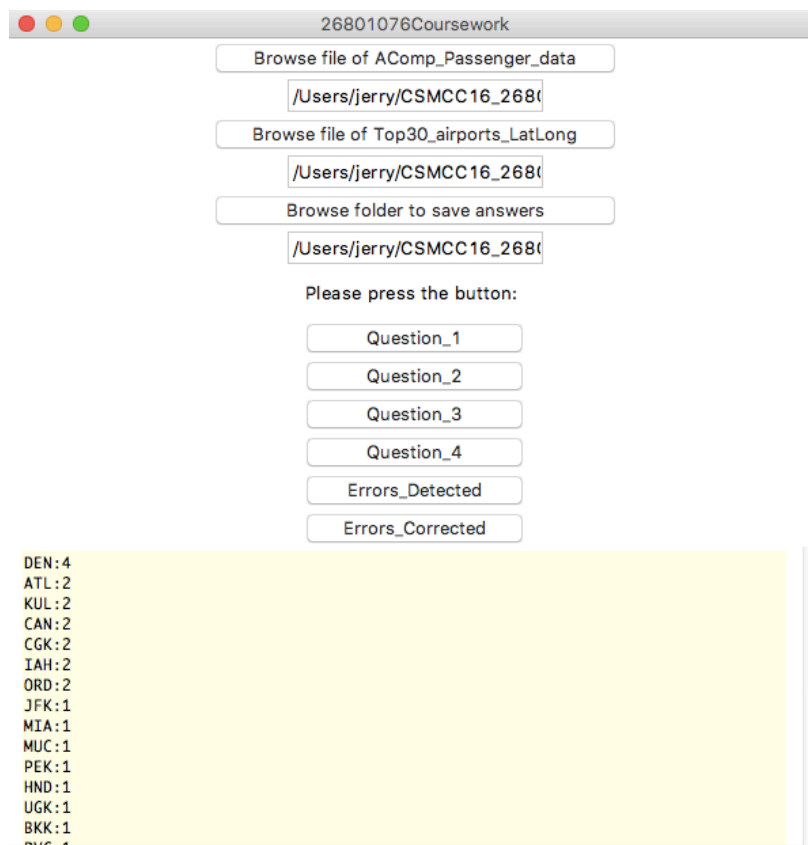 26801076Coursework
Browse file of AComp_Passenger_data
/Users/jerry/CSMCC16_268
Browse file of Top30_airports_LatLong
/Users/jerry/CSMCC16_268
Browse folder to save answers
/Users/jerry/CSMCC16_268
Please press the button:
Question_1
Question_2
Question_3
Question_4
Errors_Detected
Errors_Corrected
DEN:4
ATL:2
KUL:2
CAN:2
CGK:2
IAH:2
ORD:2
JFK:1
MIA:1
MUC:1
PEK:1
HND:1
UGK:1
BKK:1